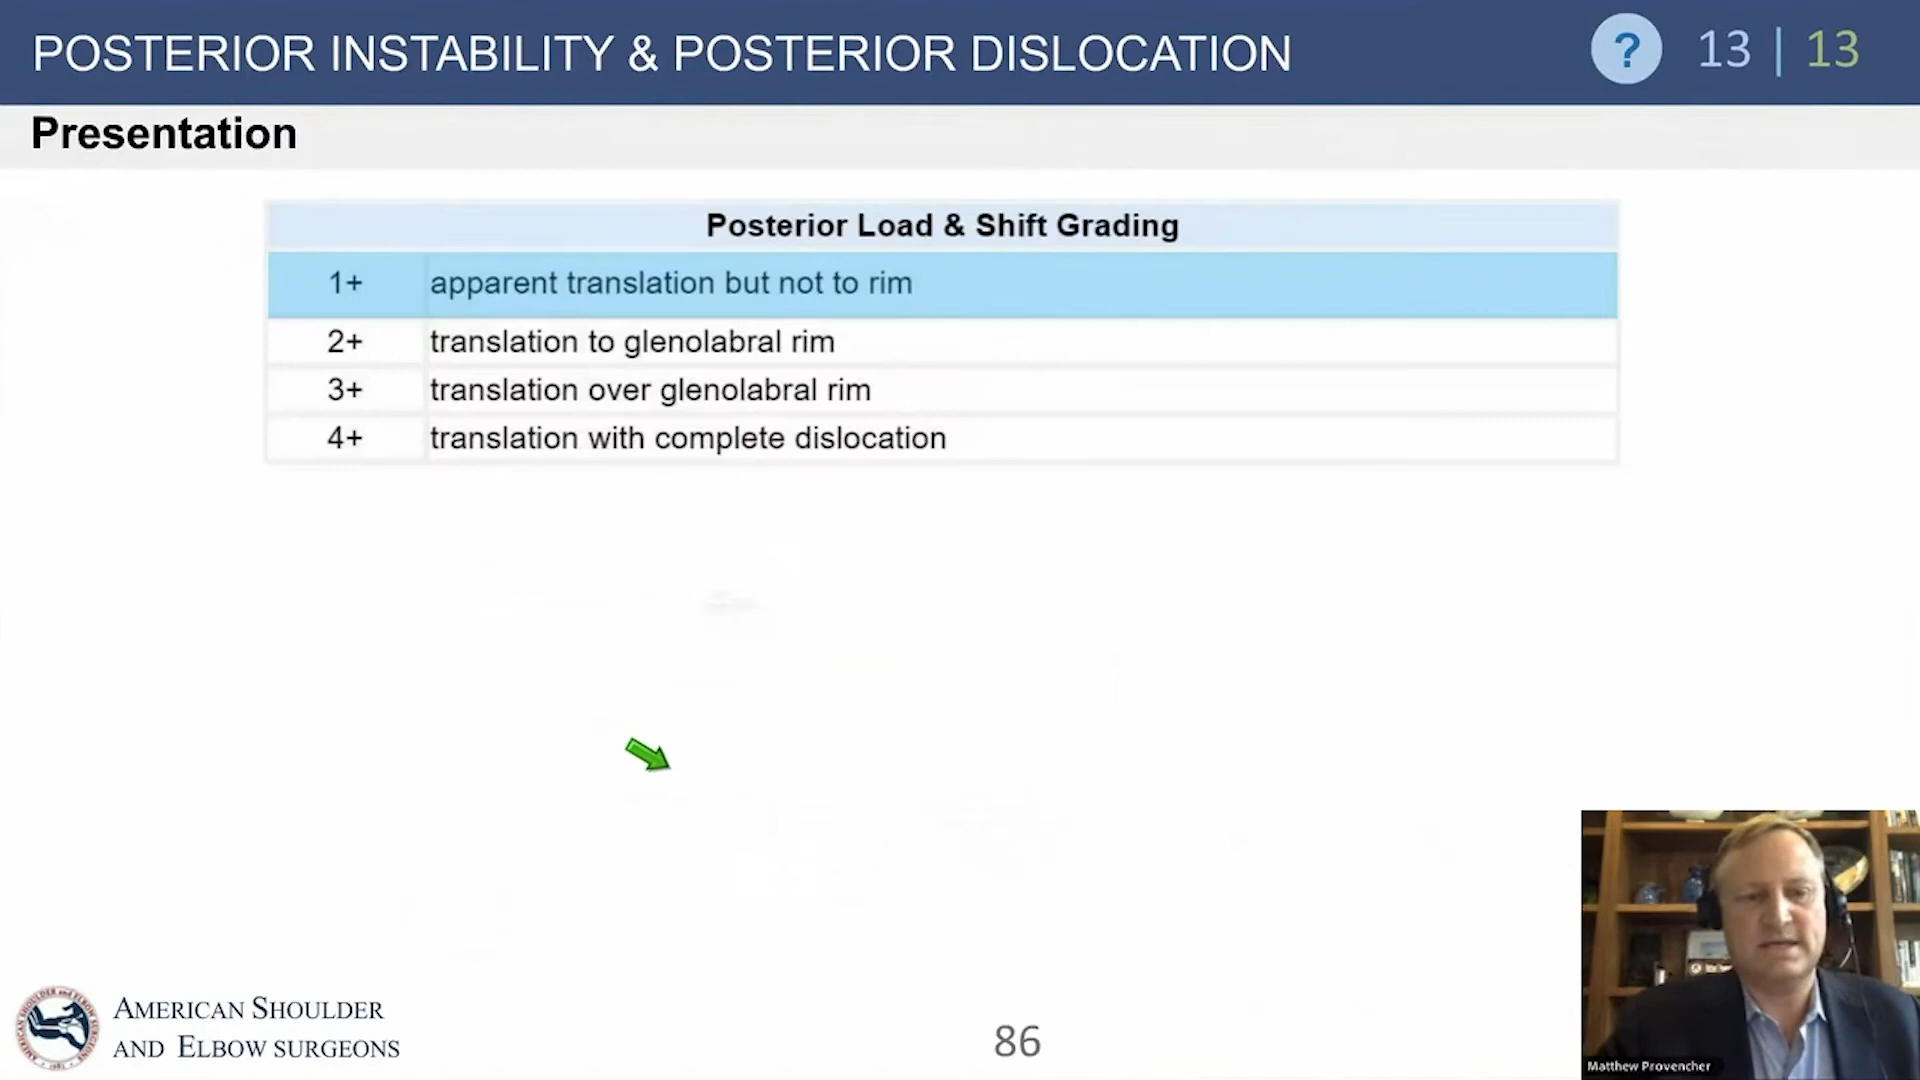 POSTERIOR INSTABILITY & POSTERIOR DISLOCATION
? 13 | 13
Presentation
Posterior Load & Shift Grading
1+ apparent translation but not to rim
2+ translation to glenolabral rim
3+ translation over glenolabral rim
4+ translation with complete dislocation
AMERICAN SHOULDER
AND ELBOW SURGEONS
86
Matthew Provencher